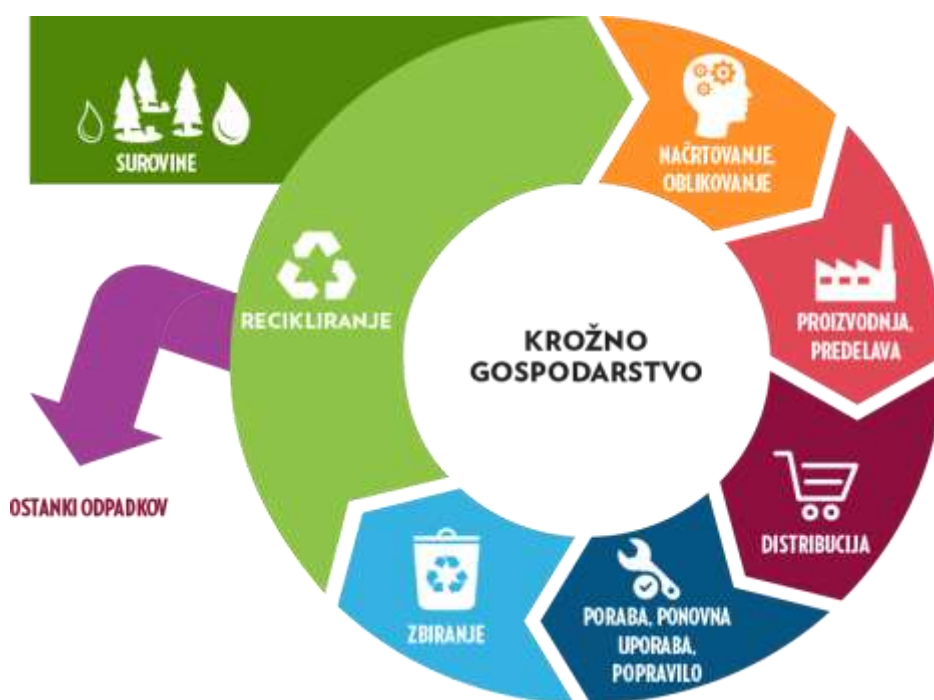 SUROVINE
NAČRTOVANJE,
OBLIKOVANJE
PROIZVODNJA,
PREDELAVA
DISTRIBUCIJA
PORABA, PONOVNA
UPORABA,
POPRAVILO
ZBIRANJE
RECIKLIRANJE
OSTANKI ODPADKOV
KROŽNO
GOSPODARSTVO